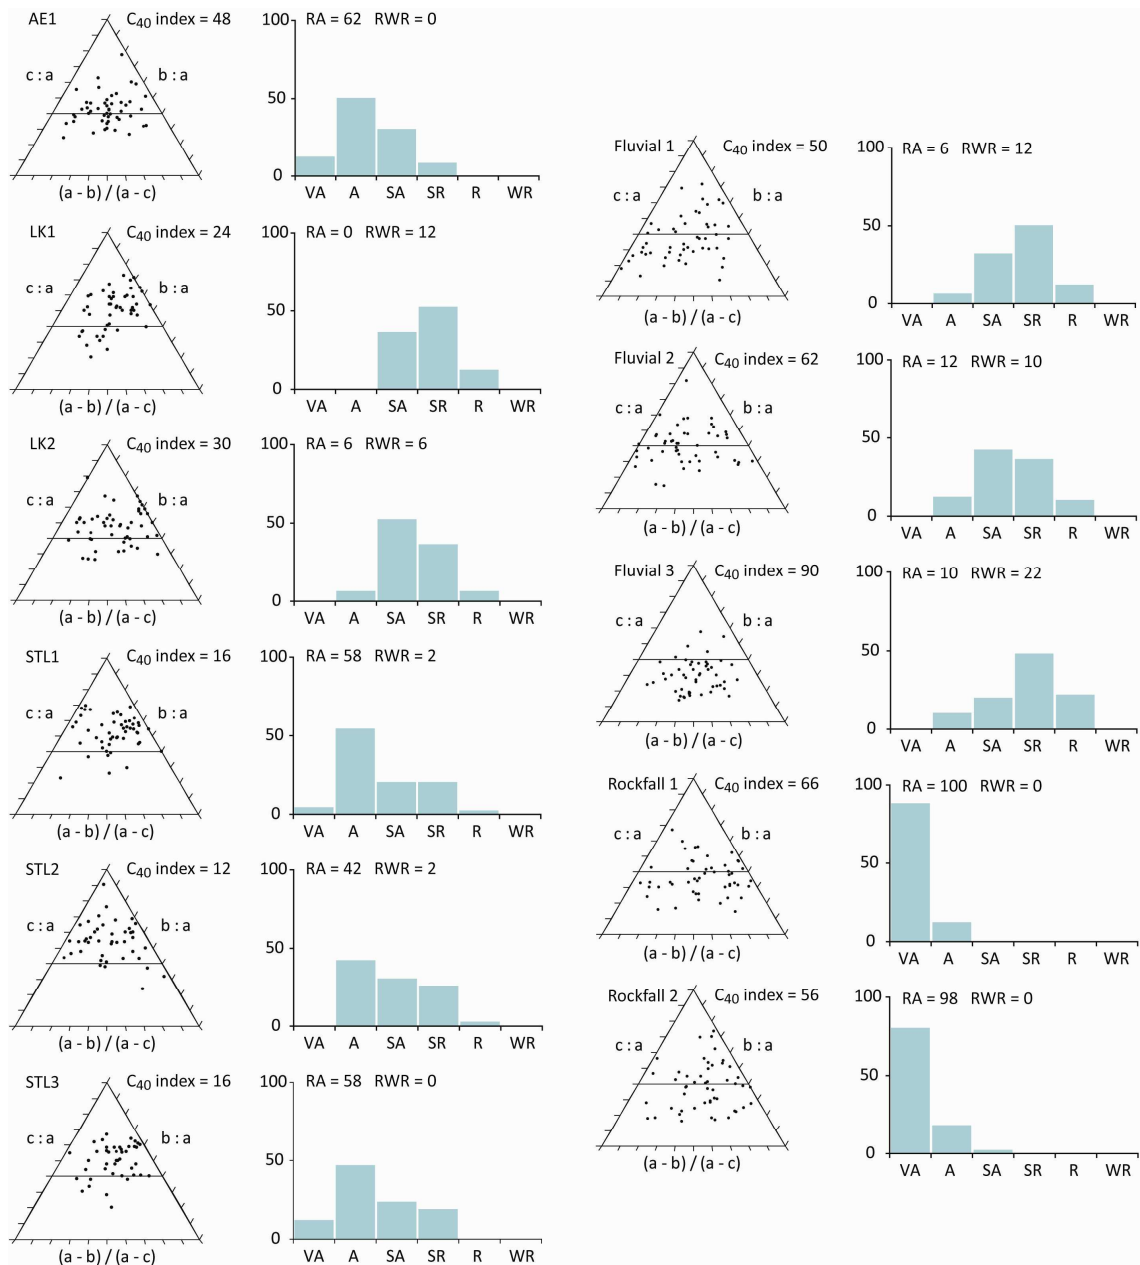 AE1 C40 index = 48 100 RA = 62 RWR = 0
c : a b : a 50
0
(a - b) / (a - c) VA A SA SR R WR
LK1 C40 index = 24 100 RA = 0 RWR = 12
c : a b : a 50
0
(a - b) / (a - c) VA A SA SR R WR
LK2 C40 index = 30 100 RA = 6 RWR = 6
c : a b : a 50
0
(a - b) / (a - c) VA A SA SR R WR
STL1 C40 index = 16 100 RA = 58 RWR = 2
c : a b : a 50
0
(a - b) / (a - c) VA A SA SR R WR
STL2 C40 index = 12 100 RA = 42 RWR = 2
c : a b : a 50
0
(a - b) / (a - c) VA A SA SR R WR
STL3 C40 index = 16 100 RA = 58 RWR = 0
c : a b : a 50
0
(a - b) / (a - c) VA A SA SR R WR
Fluvial 1 C40 index = 50 100 RA = 6 RWR = 12
c : a b : a 50
0
(a - b) / (a - c) VA A SA SR R WR
Fluvial 2 C40 index = 62 100 RA = 12 RWR = 10
c : a b : a 50
0
(a - b) / (a - c) VA A SA SR R WR
Fluvial 3 C40 index = 90 100 RA = 10 RWR = 22
c : a b : a 50
0
(a - b) / (a - c) VA A SA SR R WR
Rockfall 1 C40 index = 66 100 RA = 100 RWR = 0
c : a b : a 50
0
(a - b) / (a - c) VA A SA SR R WR
Rockfall 2 C40 index = 56 100 RA = 98 RWR = 0
c : a b : a 50
0
(a - b) / (a - c) VA A SA SR R WR